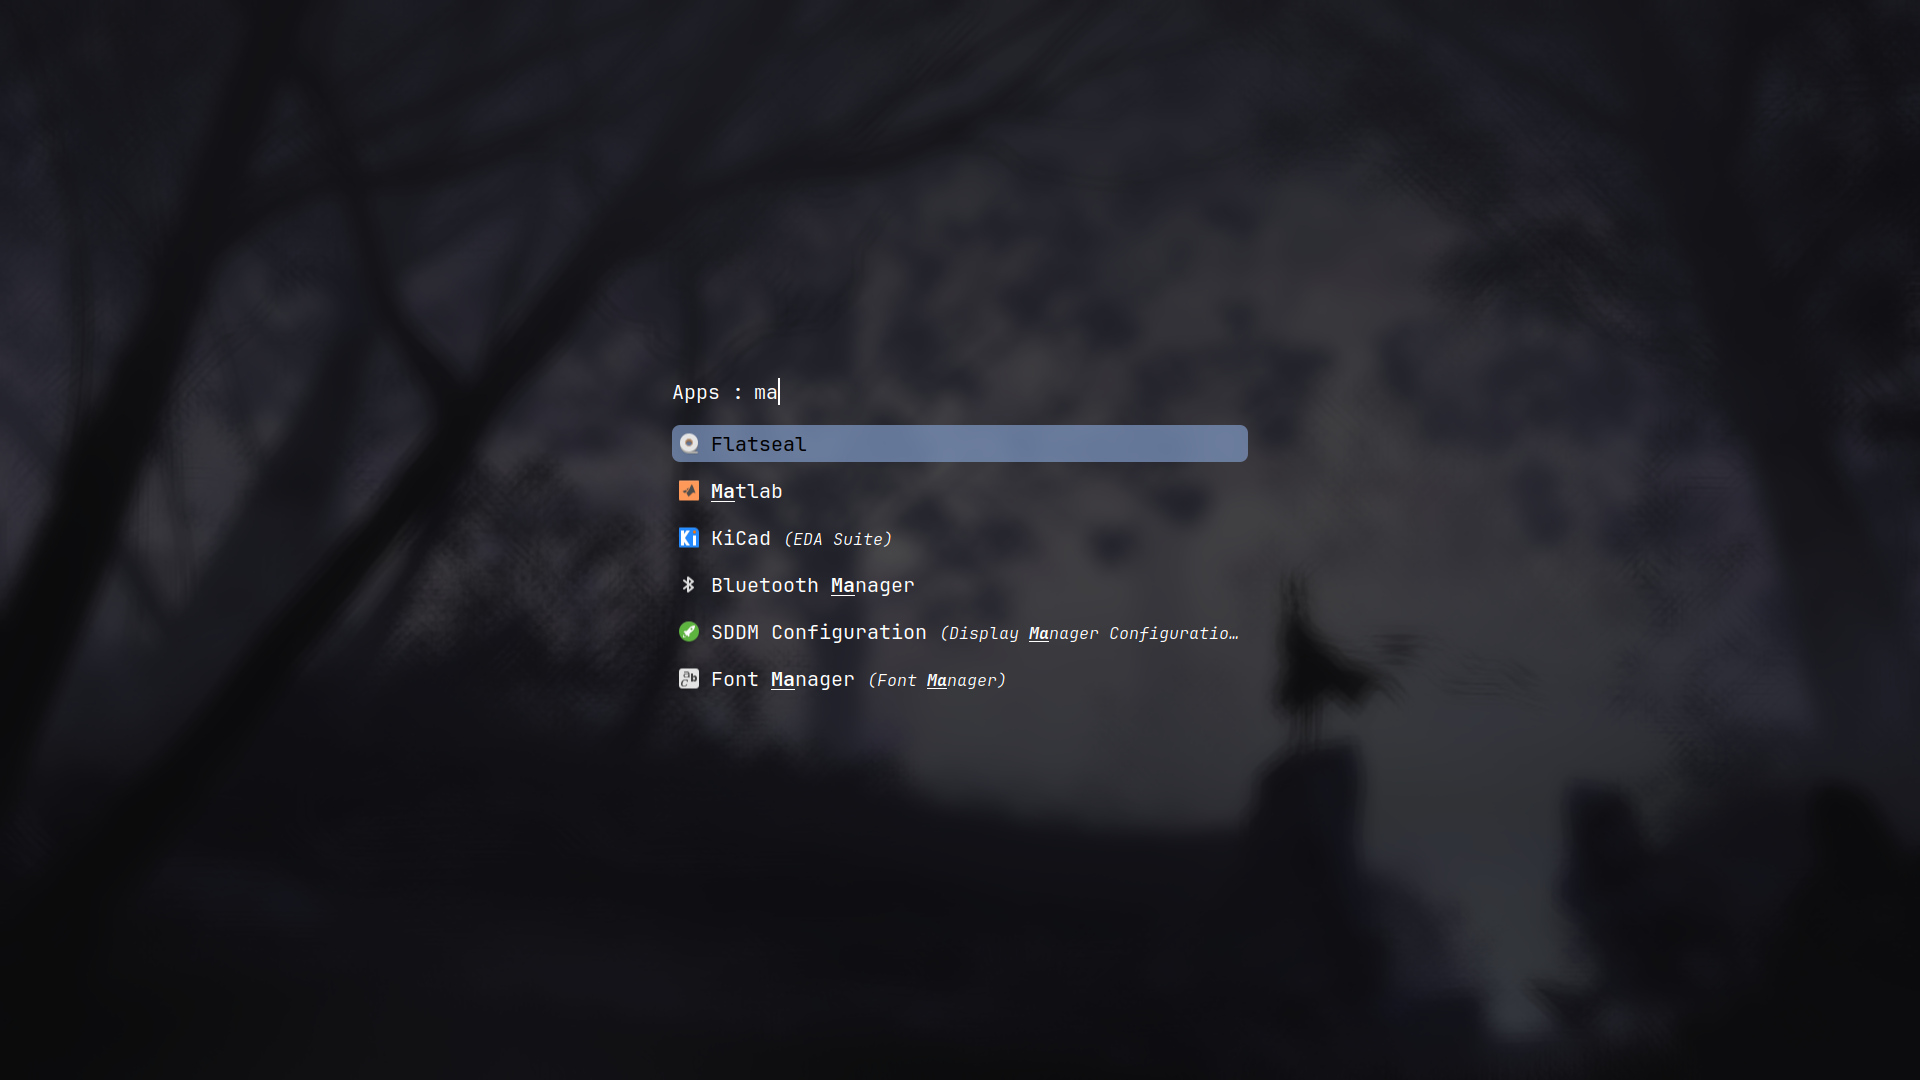 Apps : ma
Flatseal
Matlab
KiCad (EDA Suite)
Bluetooth Manager
SDDM Configuration (Display Manager Configuratio…
Font Manager (Font Manager)